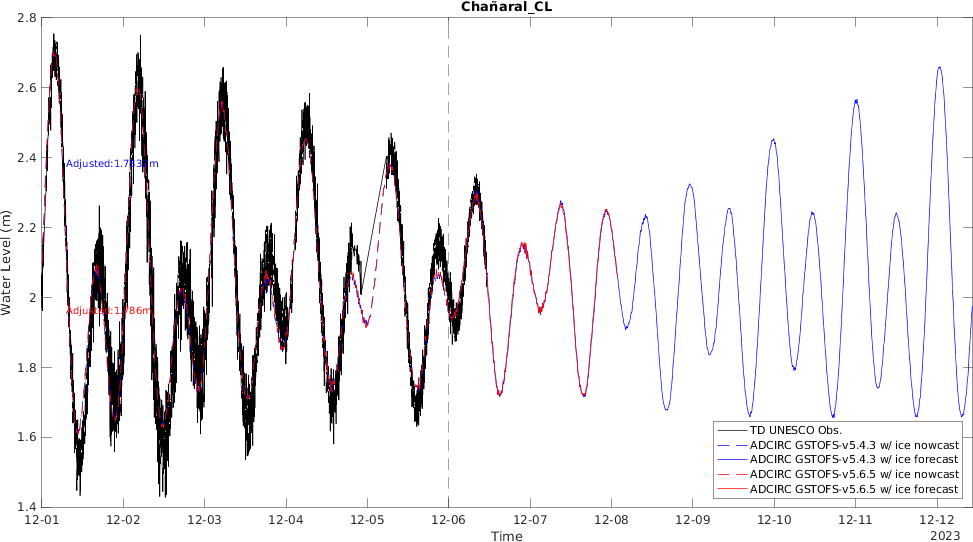 Chañaral_CL
2.8
2.6
2.4
2.2
2
1.8
1.6
1.4
Water Level (m)
Adjusted:
Adjusted:
TD UNESCO Obs.
ADCIRC GSTOFS-v5.4.3 w/ ice nowcast
ADCIRC GSTOFS-v5.4.3 w/ ice forecast
ADCIRC GSTOFS-v5.6.5 w/ ice nowcast
ADCIRC GSTOFS-v5.6.5 w/ ice forecast
12-01 12-02 12-03 12-04 12-05 12-06 12-07 12-08 12-09 12-10 12-11 12-12
Time
2023